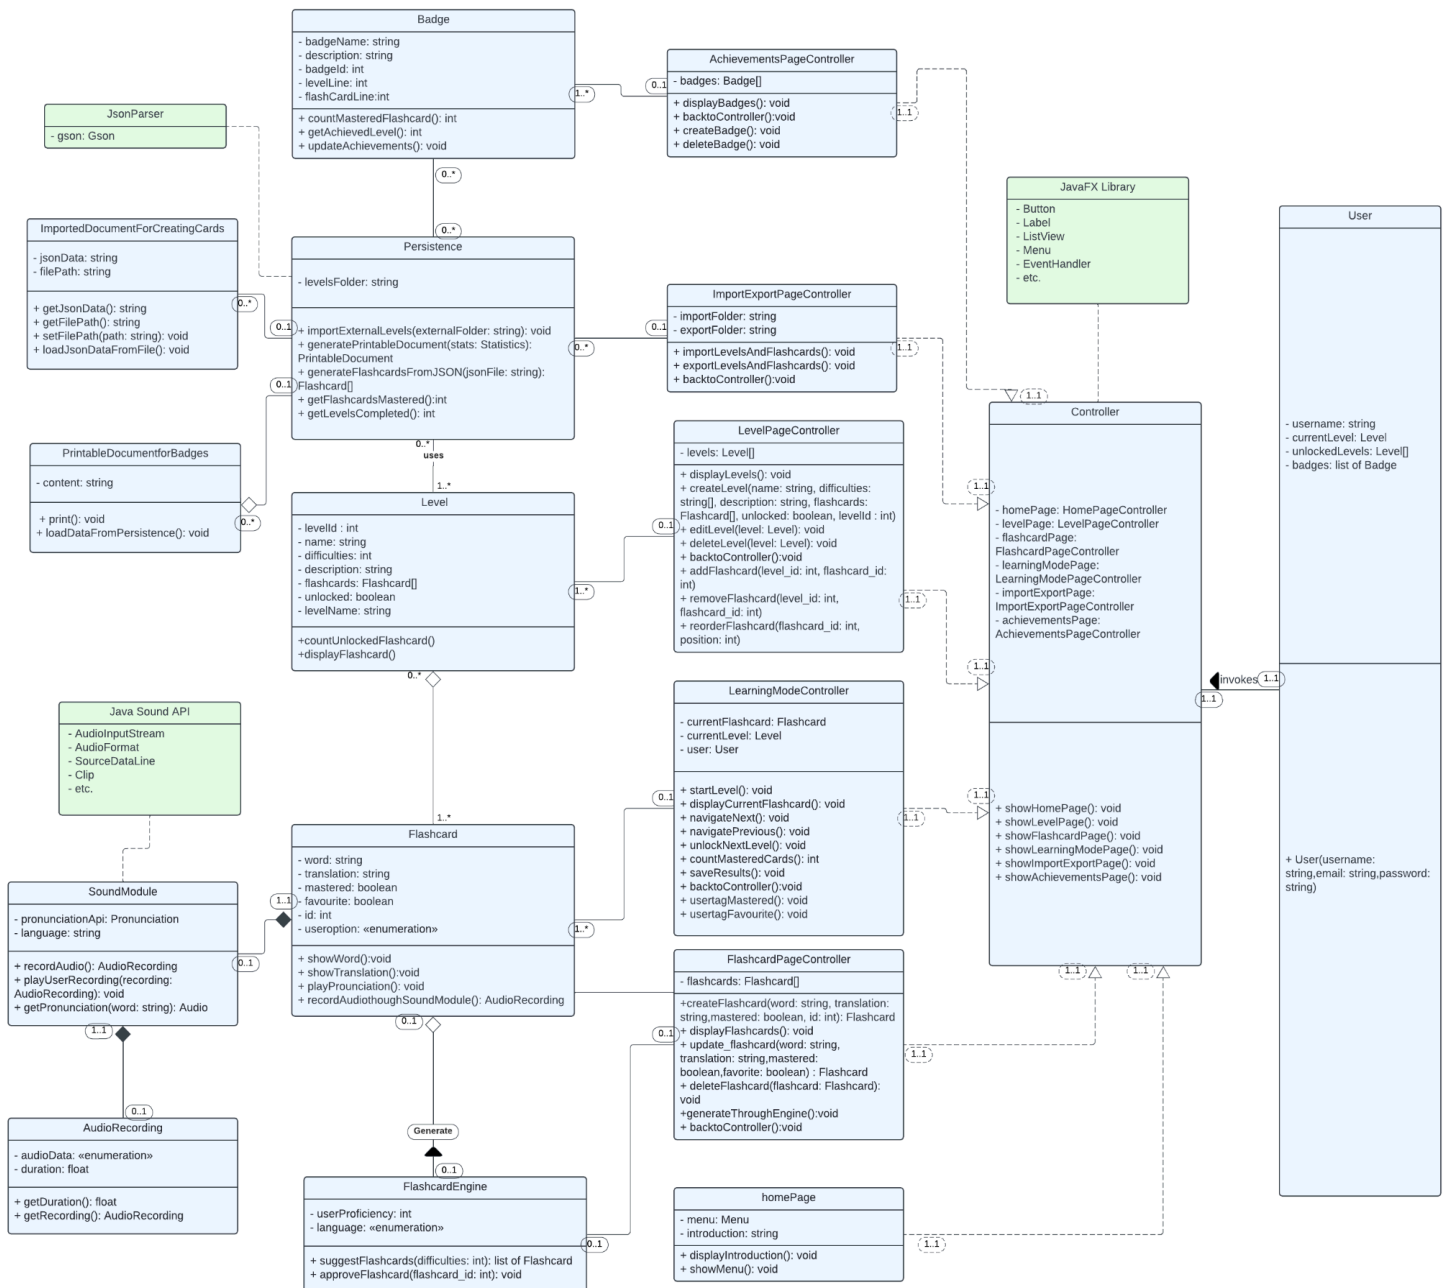 Badge
- badgeName: string
- description: string
- badgeId: int
- levelLine: int
- flashCardLine:int
+ countMasteredFlashcard(): int
+ getAchievedLevel(): int
+ updateAchievements(): void
1..*
0..1
0..*
0..*
AchievementsPageController
- badges: Badge[]
+ displayBadges(): void
+ backtoController():void
+ createBadge(): void
+ deleteBadge(): void
1..1
1..1
JsonParser
- gson: Gson
ImportedDocumentForCreatingCards
- jsonData: string
- filePath: string
+ getJsonData(): string
+ getFilePath(): string
+ setFilePath(path: string): void
+ loadJsonDataFromFile(): void
0..*
0..1
Persistence
- levelsFolder: string
+ importExternalLevels(externalFolder: string): void
+ generatePrintableDocument(stats: Statistics):
PrintableDocument
+ generateFlashcardsFromJSON(jsonFile: string):
Flashcard[]
+ getFlashcardsMastered():int
+ getLevelsCompleted(): int
0..*
0..1
0..1
0..*
uses
1..*
ImportExportPageController
- importFolder: string
- exportFolder: string
+ importLevelsAndFlashcards(): void
+ exportLevelsAndFlashcards(): void
+ backtoController():void
1..1
1..1
PrintableDocumentforBadges
- content: string
+ print(): void
+ loadDataFromPersistence(): void
0..*
Level
- levelId : int
- name: string
- difficulties: int
- description: string
- flashcards: Flashcard[]
- unlocked: boolean
- levelName: string
+countUnlockedFlashcard()
+displayFlashcard()
1..*
0..1
0..*
1..*
LevelPageController
- levels: Level[]
+ displayLevels(): void
+ createLevel(name: string, difficulties:
string[], description: string, flashcards:
Flashcard[], unlocked: boolean, levelId : int)
+ editLevel(level: Level): void
+ deleteLevel(level: Level): void
+ backtoController():void
+ addFlashcard(level_id: int, flashcard_id:
int)
+ removeFlashcard(level_id: int,
flashcard_id: int)
+ reorderFlashcard(flashcard_id: int,
position: int)
1..1
1..1
JavaFX Library
- Button
- Label
- ListView
- Menu
- EventHandler
- etc.
Controller
- homePage: HomePageController
- levelPage: LevelPageController
- flashcardPage:
FlashcardPageController
- learningModePage:
LearningModePageController
- importExportPage:
ImportExportPageController
- achievementsPage:
AchievementsPageController
+ showHomePage(): void
+ showLevelPage(): void
+ showFlashcardPage(): void
+ showLearningModePage(): void
+ showImportExportPage(): void
+ showAchievementsPage(): void
User
- username: string
- currentLevel: Level
- unlockedLevels: Level[]
- badges: list of Badge
+ User(username:
string,email: string,password:
string)
invokes
1..1
1..1
Java Sound API
- AudioInputStream
- AudioFormat
- SourceDataLine
- Clip
- etc.
SoundModule
- pronunciationApi: Pronunciation
- language: string
+ recordAudio(): AudioRecording
+ playUserRecording(recording:
AudioRecording): void
+ getPronunciation(word: string): Audio
0..1
1..1
1..1
0..1
AudioRecording
- audioData: «enumeration»
- duration: float
+ getDuration(): float
+ getRecording(): AudioRecording
Flashcard
- word: string
- translation: string
- mastered: boolean
- favourite: boolean
- id: int
- useroption: «enumeration»
+ showWord():void
+ showTranslation():void
+ playProunciation(): void
+ recordAudiothoughSoundModule(): AudioRecording
1..*
0..1
0..1
Generate
0..1
LearningModeController
- currentFlashcard: Flashcard
- currentLevel: Level
- user: User
+ startLevel(): void
+ displayCurrentFlashcard(): void
+ navigateNext(): void
+ navigatePrevious(): void
+ unlockNextLevel(): void
+ countMasteredCards(): int
+ saveResults(): void
+ backtoController():void
+ usertagMastered(): void
+ usertagFavourite(): void
1..1
1..1
FlashcardPageController
- flashcards: Flashcard[]
+createFlashcard(word: string, translation:
string,mastered: boolean, id: int): Flashcard
+ displayFlashcards(): void
+ update_flashcard(word: string,
translation: string,mastered:
boolean,favorite: boolean) : Flashcard
+ deleteFlashcard(flashcard: Flashcard):
void
+generateThroughEngine():void
+ backtoController():void
0..1
1..1
1..1
1..1
FlashcardEngine
- userProficiency: int
- language: «enumeration»
+ suggestFlashcards(difficulties: int): list of Flashcard
+ approveFlashcard(flashcard_id: int): void
0..1
homePage
- menu: Menu
- introduction: string
+ displayIntroduction(): void
+ showMenu(): void
1..1